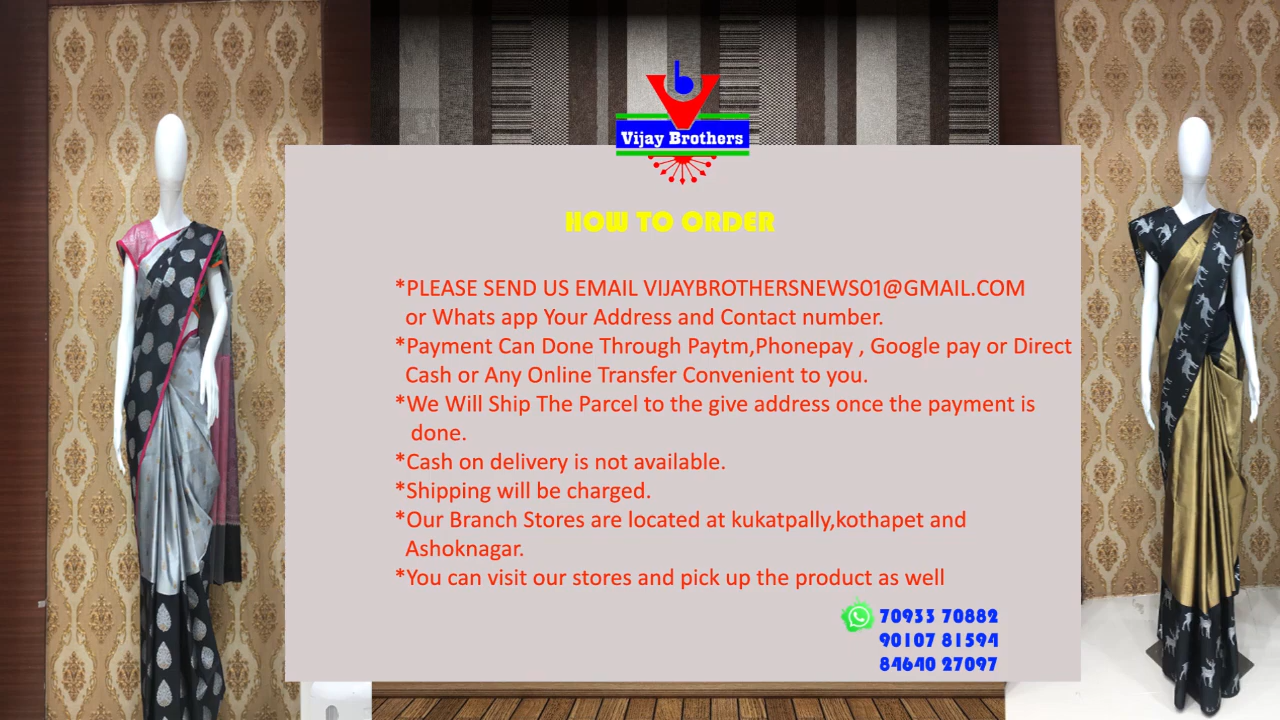 Vijay Brothers
HOW TO ORDER
*PLEASE SEND US EMAIL VIJAYBROTHERSNEWS01@GMAIL.COM
or Whats app Your Address and Contact number.
*Payment Can Done Through Paytm,Phonepay , Google pay or Direct
Cash or Any Online Transfer Convenient to you.
*We Will Ship The Parcel to the give address once the payment is
done.
*Cash on delivery is not available.
*Shipping will be charged.
*Our Branch Stores are located at kukatpally,kothapet and
Ashoknagar.
*You can visit our stores and pick up the product as well
70933 70882
90107 81594
84640 27097